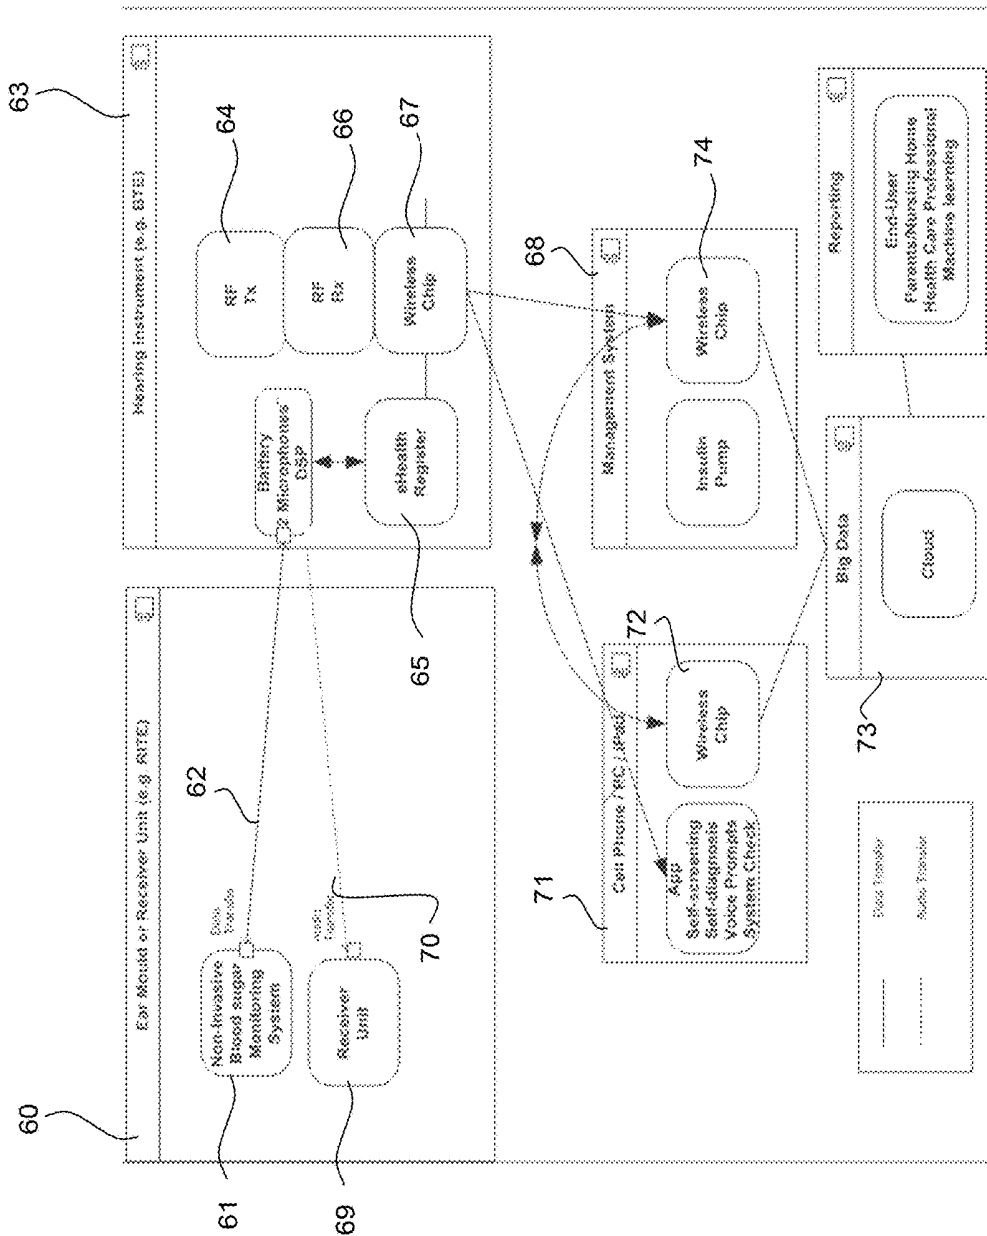 60
Ear Mould or Receiver Unit (e.g. RITE)
61
Non-invasive
Blood sugar
Monitoring
System
Data
Transfer
62
69
Receiver
Unit
Transfer
70
63
Hearing Instrument (e.g. BTE)
Battery
2 Microphones
DSP
65
eHealth
Register
64
RF
Tx
66
RF
Rx
67
Wireless
Chip
71
Cell Phone / PC / iPad
App
Self-screening
Self-diagnosis
Voice Prompts
System Check
72
Wireless
Chip
68
Management System
Insulin
Pump
74
Wireless
Chip
Data Transfer
Audio Transfer
73
Big Data
Cloud
Reporting
End-User
Parents/Nursing Home
Health Care Professional
Machine learning